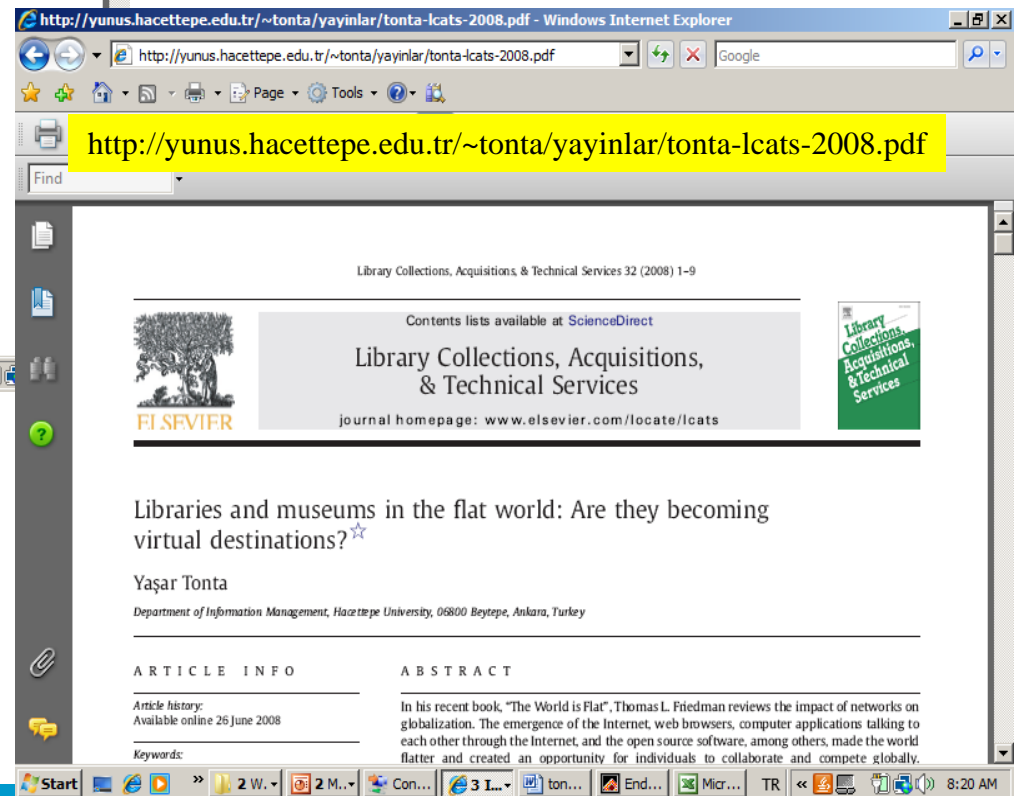 http://yunus.hacettepe.edu.tr/~tonta/yayinlar/tonta-lcats-2008.pdf - Windows Internet Explorer
http://yunus.hacettepe.edu.tr/~tonta/yayinlar/tonta-lcats-2008.pdf
Google
Page Tools
http://yunus.hacettepe.edu.tr/~tonta/yayinlar/tonta-lcats-2008.pdf
Find
Library Collections, Acquisitions, & Technical Services 32 (2008) 1–9
Contents lists available at ScienceDirect
Library Collections, Acquisitions,
& Technical Services
journal homepage: www.elsevier.com/locate/lcats
ELSEVIER
Library
Collections,
Acquisitions,
& Technical
Services
Libraries and museums in the flat world: Are they becoming
virtual destinations?☆
Yaşar Tonta
Department of Information Management, Hacettepe University, 06800 Beytepe, Ankara, Turkey
ARTICLE INFO
Article history:
Available online 26 June 2008
Keywords:
ABSTRACT
In his recent book, “The World is Flat”, Thomas L. Friedman reviews the impact of networks on
globalization. The emergence of the Internet, web browsers, computer applications talking to
each other through the Internet, and the open source software, among others, made the world
flatter and created an opportunity for individuals to collaborate and compete globally.
Start » 2 W... 2 M... Con... 3 I... ton... End... Micr... TR « 8:20 AM